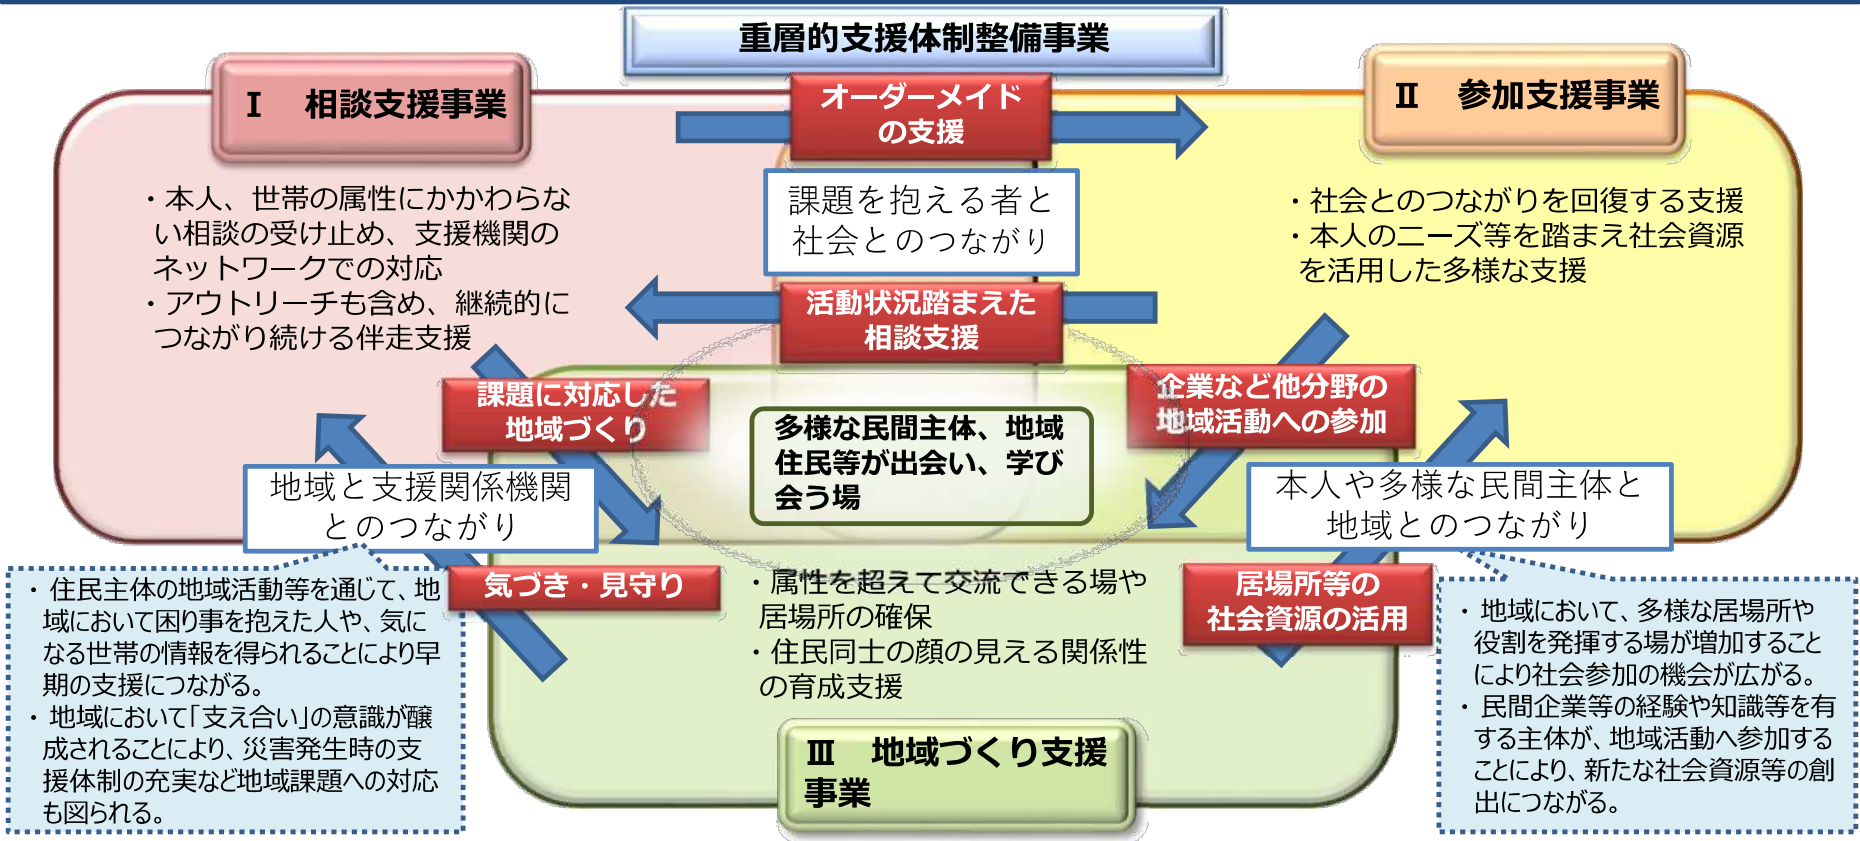 重層的支援体制整備事業
Ⅰ　相談支援事業
・本人、世帯の属性にかかわらな
い相談の受け止め、支援機関の
ネットワークでの対応
・アウトリーチも含め、継続的に
つながり続ける伴走支援
オーダーメイド
の支援
課題を抱える者と
社会とのつながり
活動状況踏まえた
相談支援
Ⅱ　参加支援事業
・社会とのつながりを回復する支援
・本人のニーズ等を踏まえ社会資源
を活用した多様な支援
課題に対応した
地域づくり
多様な民間主体、地域
住民等が出会い、学び
会う場
企業など他分野の
地域活動への参加
地域と支援関係機関
とのつながり
本人や多様な民間主体と
地域とのつながり
気づき・見守り
居場所等の
社会資源の活用
・住民主体の地域活動等を通じて、地
域において困り事を抱えた人や、気に
なる世帯の情報を得られることにより早
期の支援につながる。
・地域において「支え合い」の意識が醸
成されることにより、災害発生時の支
援体制の充実など地域課題への対応
も図られる。
・属性を超えて交流できる場や
居場所の確保
・住民同士の顔の見える関係性
の育成支援
Ⅲ　地域づくり支援
事業
・地域において、多様な居場所や
役割を発揮する場が増加すること
により社会参加の機会が広がる。
・民間企業等の経験や知識等を有
する主体が、地域活動へ参加する
ことにより、新たな社会資源等の創
出につながる。